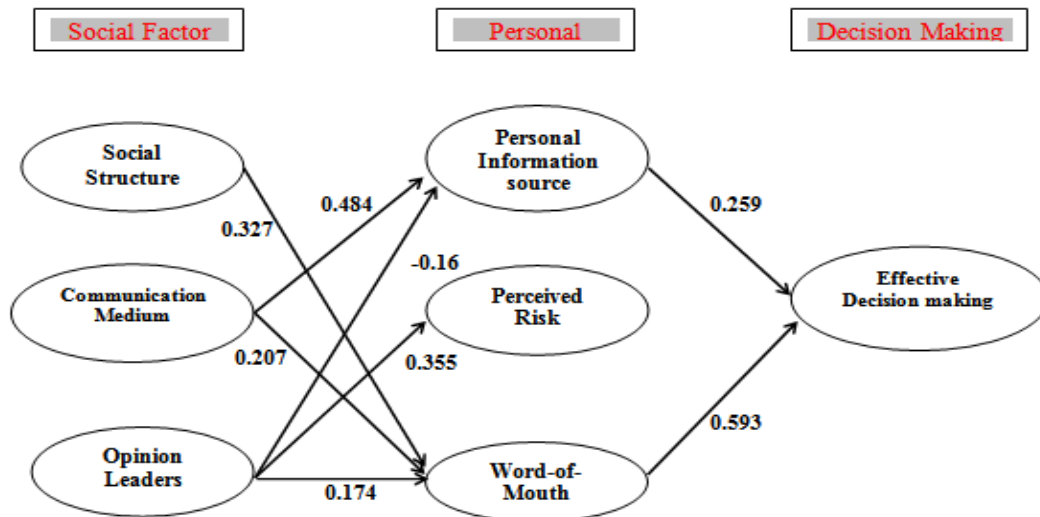 Social Factor
Personal
Decision Making
Social
Structure
Personal
Information
source
0.484
0.259
0.327
-0.16
Communication
Medium
Perceived
Risk
Effective
Decision making
0.207
0.355
0.593
Opinion
Leaders
0.174
Word-of-
Mouth